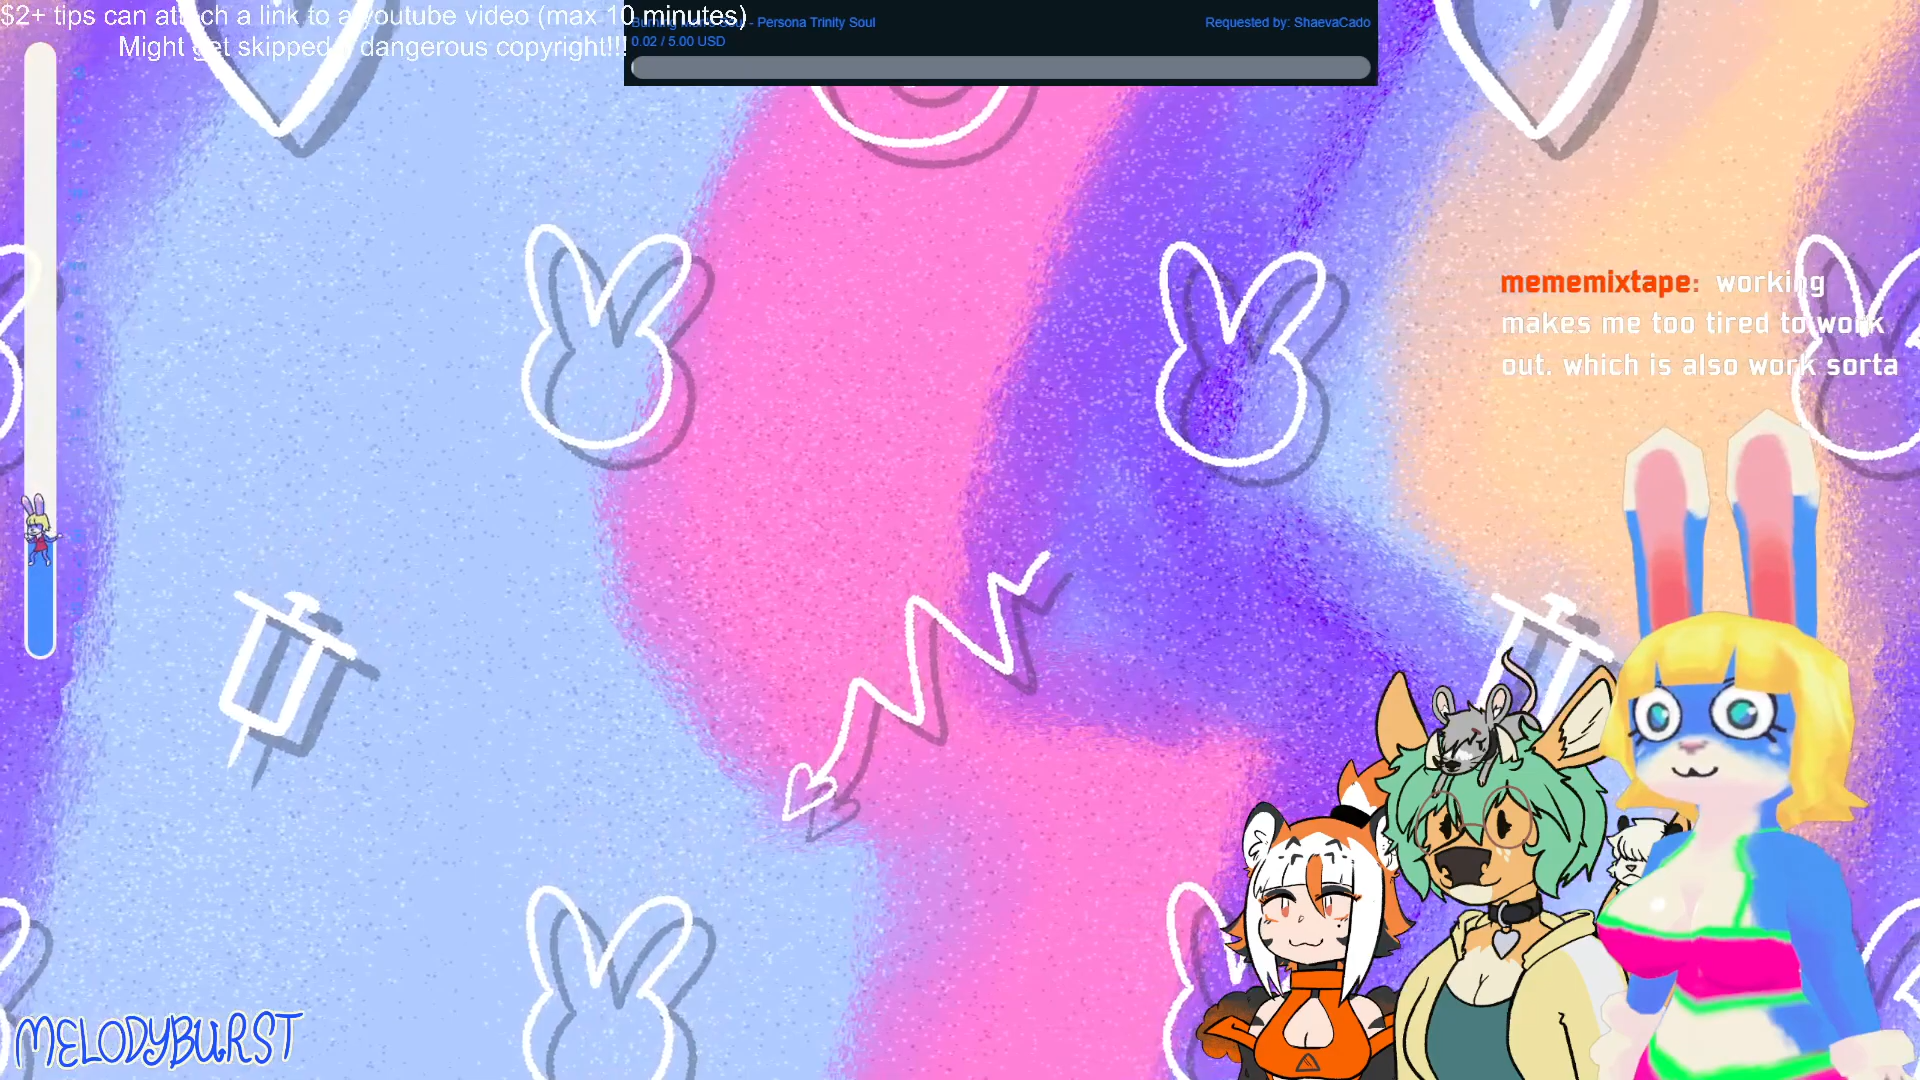 $2+ tips can attach a link to a youtube video (max 10 minutes)
Might get skipped dangerous copyright!!!
- Persona Trinity Soul
Requested by: ShaevaCado
0.02 / 5.00 USD
mememixtape: working
makes me too tired to work
out. which is also work sorta
MELODYBURST